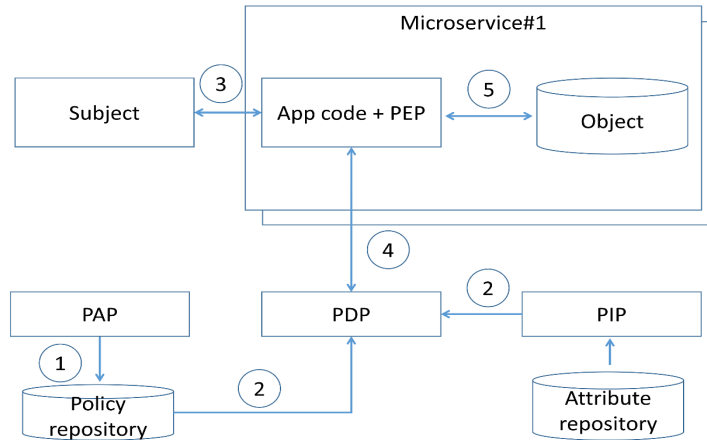 Microservice#1
3
5
Subject
App code + PEP
Object
4
2
PAP
PDP
PIP
1
2
Policy
repository
Attribute
repository